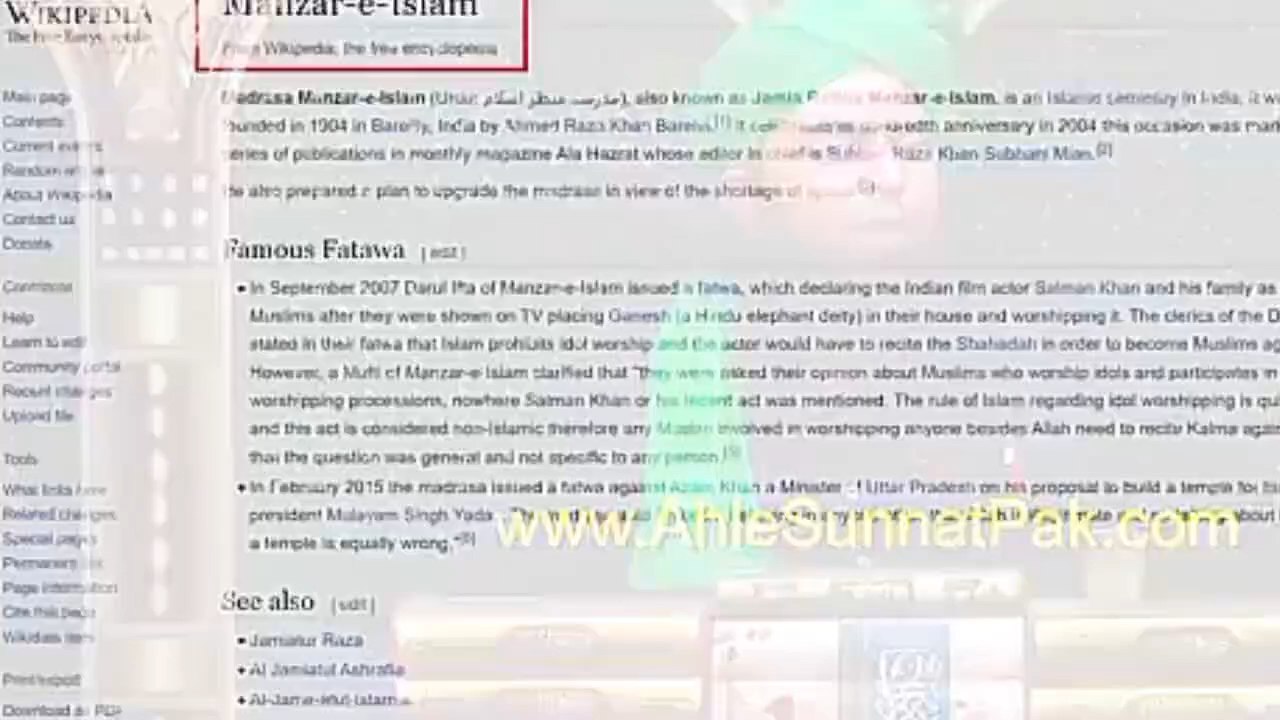 WIKIPEDIA
The Free Encyclopedia
Manzar-e-Islam
From Wikipedia, the free encyclopedia
Main page
Contents
Current events
Random article
About Wikipedia
Contact us
Donate
Contribute
Help
Learn to edit
Community portal
Recent changes
Upload file
Tools
What links here
Related changes
Special pages
Permanent link
Page information
Cite this page
Wikidata item
Print/export
Download as PDF
Madrasa Manzar-e-Islam (Urdu: مدرسہ منظر اسلام), also known as Jamia Manzar-e-Islam, is an Islamic seminary in India. It
founded in 1904 in Bareilly, India by Ahmed Raza Khan Barelvi.[1] It anniversary in 2004 this occasion was
series of publications in monthly magazine Ala Hazrat whose editor in chief is Subhan Raza Khan Subhani Mian.[2]
He also prepared a plan to upgrade the madrasa in view of the shortage of
Famous Fatawa [edit]
• In September 2007 Darul Ifta of Manzar-e-Islam issued a fatwa, which declaring the Indian film actor Salman Khan and his family as
Muslims after they were shown on TV placing Ganesh (a Hindu elephant deity) in their house and worshipping it. The clerics of the
stated in their fatwa that Islam prohibits idol worship and the actor would have to recite the Shahadah in order to become Muslims
However, a Mufti of Manzar-e-Islam clarified that "they were asked their opinion about Muslims who worship idols and participates in
worshipping processions, nowhere Salman Khan or his recent act was mentioned. The rule of Islam regarding idol worshipping is
and this act is considered non-Islamic therefore any Muslim involved in worshipping anyone besides Allah need to recite Kalma
that the question was general and not specific to any person.
• In February 2015 the madrasa issued a fatwa against Azam Khan a Minister of Uttar Pradesh on his proposal to build a temple for
president Mulayam Singh Yadav.
www.AhleSunnatPak.com
a temple is equally wrong."
See also [edit]
• Jamiatur Raza
• Al Jamiatul Ashrafia
• Al-Jame-atul-Islamia